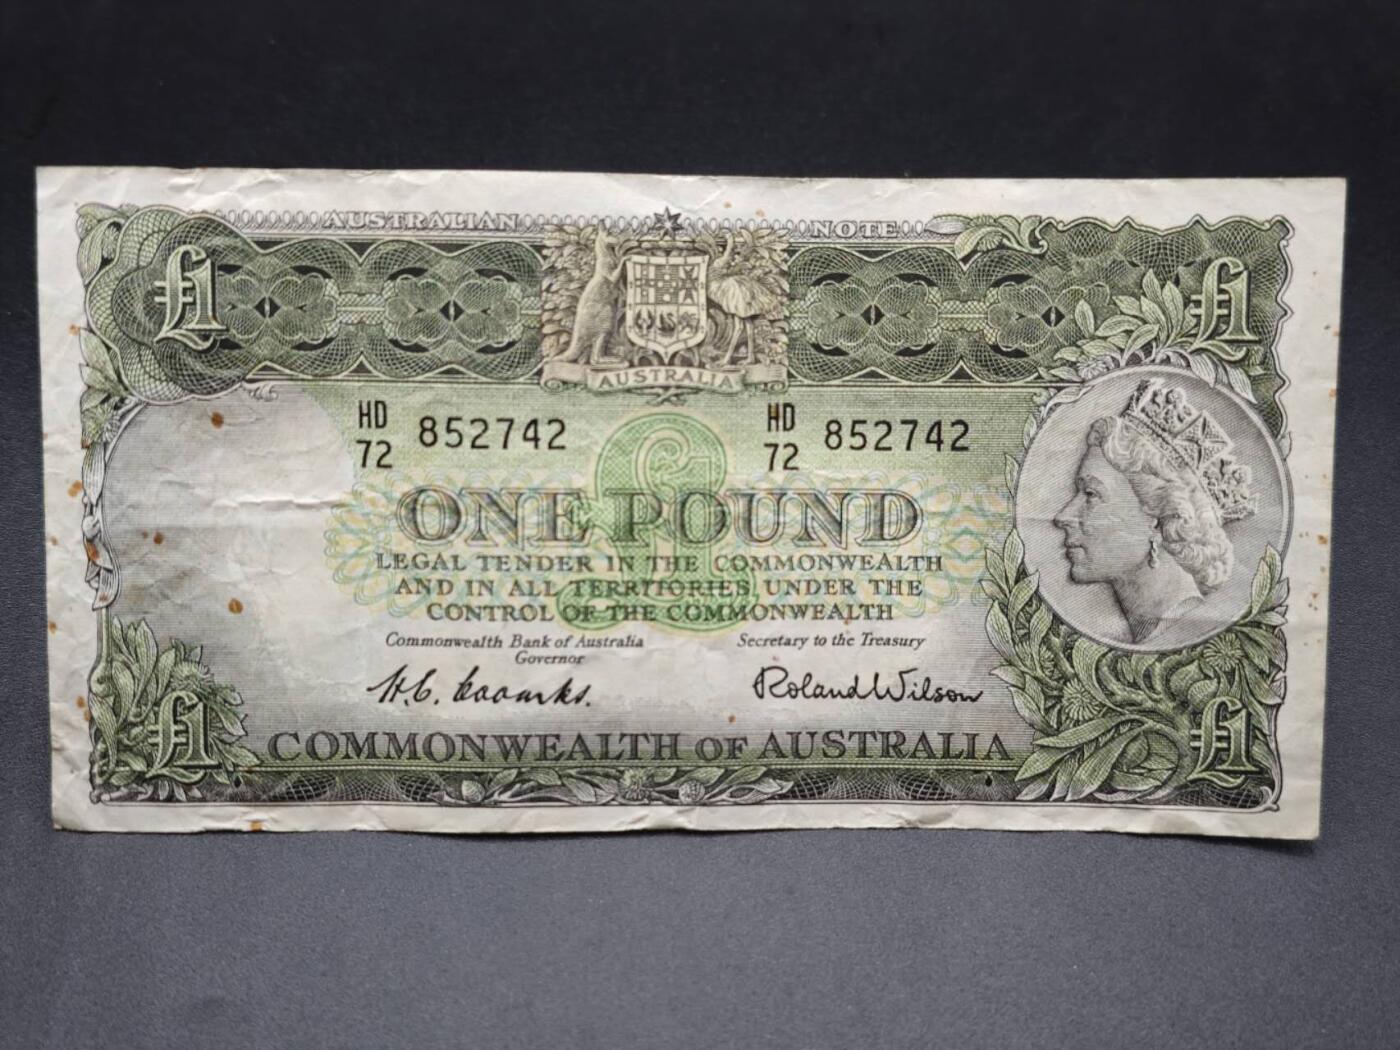 AUSTRALIAN NOTE
£1 £1
AUSTRALIA
HD 72 852742 HD 72 852742
ONE POUND
LEGAL TENDER IN THE COMMONWEALTH
AND IN ALL TERRITORIES UNDER THE
CONTROL OF THE COMMONWEALTH
Commonwealth Bank of Australia
Governor
Secretary to the Treasury
H.C. Coombs.
Roland Wilson
£1 £1
COMMONWEALTH OF AUSTRALIA